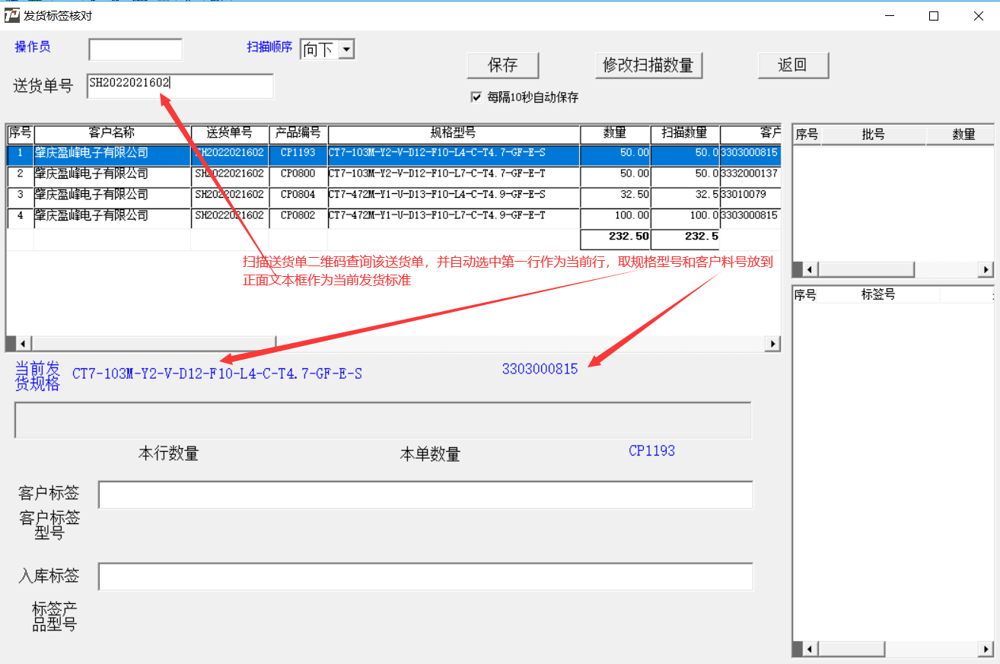 发货标签核对
操作员
扫描顺序 向下
保存 修改扫描数量 返回
送货单号 SH2022021602
每隔10秒自动保存
序号 客户名称 送货单号 产品编号 规格型号 数量 扫描数量 客户
1 肇庆盈峰电子有限公司 SH2022021602 CP1193 CT7-103M-Y2-V-D12-F10-L4-C-T4.7-GF-E-S 50.00 50.0 3303000815
2 肇庆盈峰电子有限公司 SH2022021602 CP0800 CT7-103M-Y2-V-D12-F10-L7-C-T4.7-GF-E-T 50.00 50.0 3332000137
3 肇庆盈峰电子有限公司 SH2022021602 CP0804 CT7-472M-Y1-U-D13-F10-L4-C-T4.9-GF-E-S 32.50 32.5 33010079
4 肇庆盈峰电子有限公司 SH2022021602 CP0802 CT7-472M-Y1-U-D13-F10-L7-C-T4.9-GF-E-T 100.00 100.0 3303000815
232.50 232.5
扫描送货单二维码查询该送货单，并自动选中第一行作为当前行，取规格型号和客户料号放到
正面文本框作为当前发货标准
序号 批号 数量
序号 标签号
当前发
货规格
CT7-103M-Y2-V-D12-F10-L4-C-T4.7-GF-E-S
3303000815
本行数量 本单数量 CP1193
客户标签
客户标签
型号
入库标签
标签产
品型号